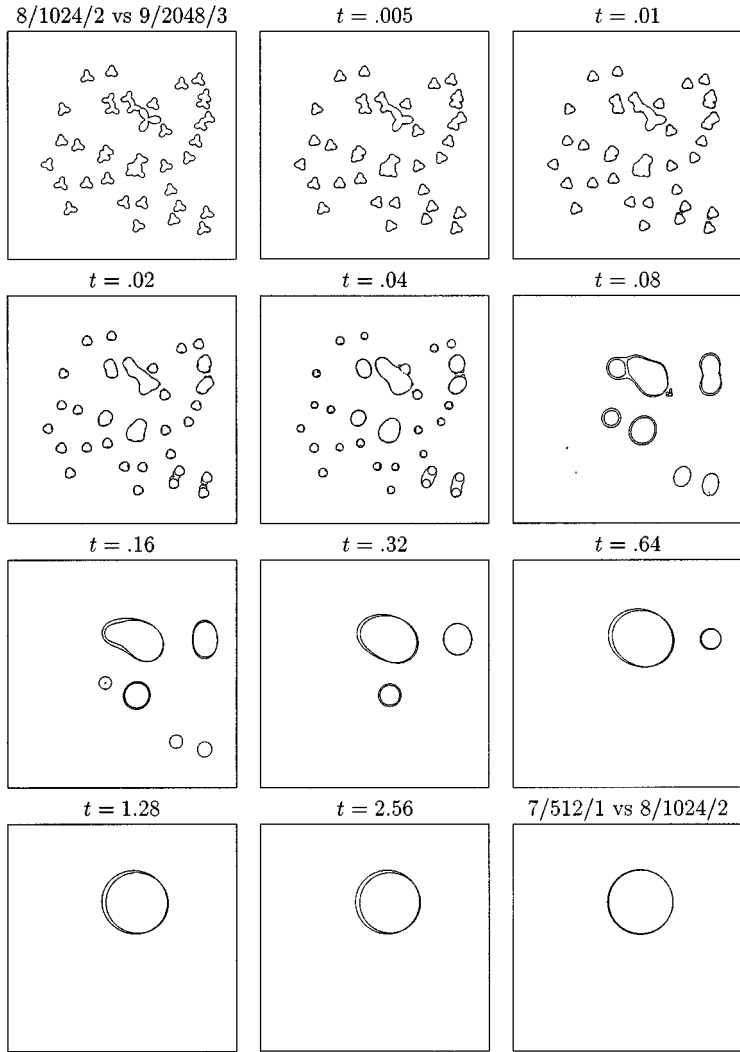 8/1024/2 vs 9/2048/3
t = .005
t = .01
t = .02
t = .04
t = .08
t = .16
t = .32
t = .64
t = 1.28
t = 2.56
7/512/1 vs 8/1024/2